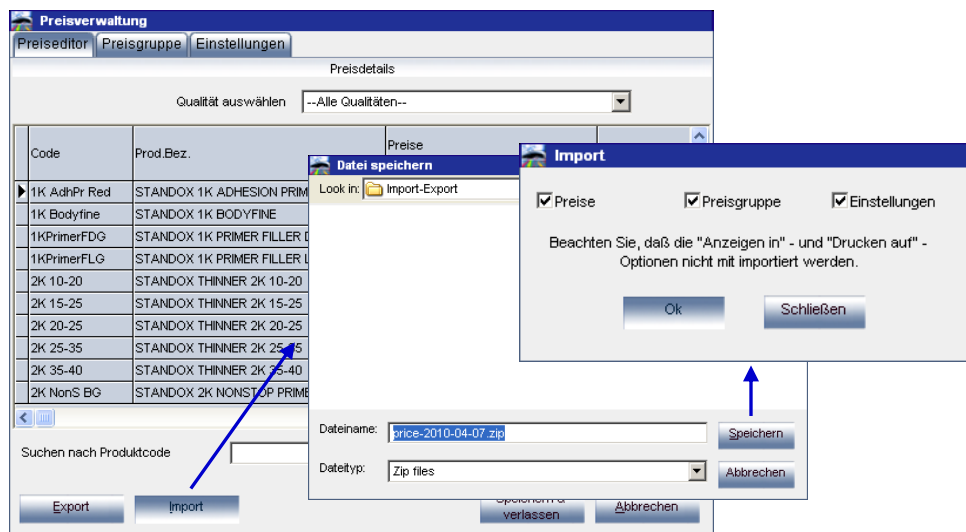 Preisverwaltung
Preiseditor Preisgruppe Einstellungen
Preisdetails
Qualität auswählen --Alle Qualitäten--
Code Prod.Bez. Preise
1K AdhPr Red STANDOX 1K ADHESION PRIM
1K Bodyfine STANDOX 1K BODYFINE
1KPrimerFDG STANDOX 1K PRIMER FILLER D
1KPrimerFLG STANDOX 1K PRIMER FILLER L
2K 10-20 STANDOX THINNER 2K 10-20
2K 15-25 STANDOX THINNER 2K 15-25
2K 20-25 STANDOX THINNER 2K 20-25
2K 25-35 STANDOX THINNER 2K 25-35
2K 35-40 STANDOX THINNER 2K 35-40
2K NonS BG STANDOX 2K NONSTOP PRIME
Suchen nach Produktcode
Export Import Speichern & verlassen Abbrechen
Datei speichern
Look in: Import-Export
Dateiname: price-2010-04-07.zip Speichern
Dateityp: Zip files Abbrechen
Import
Preise Preisgruppe Einstellungen
Beachten Sie, daß die "Anzeigen in" - und "Drucken auf" -
Optionen nicht mit importiert werden.
Ok Schließen